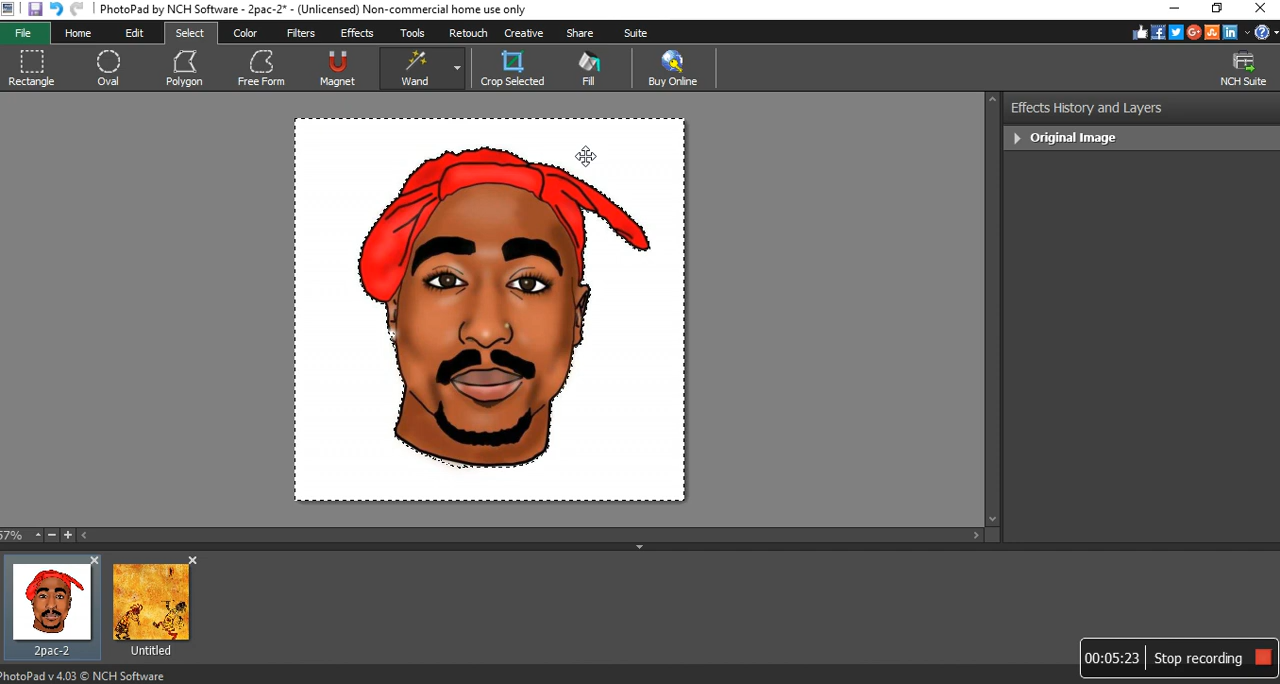 PhotoPad by NCH Software - 2pac-2* - (Unlicensed) Non-commercial home use only
File Home Edit Select Color Filters Effects Tools Retouch Creative Share Suite
Rectangle Oval Polygon Free Form Magnet Wand Crop Selected Fill Buy Online NCH Suite
Effects History and Layers
Original Image
57%
2pac-2 Untitled
00:05:23 Stop recording
PhotoPad v 4.03 © NCH Software